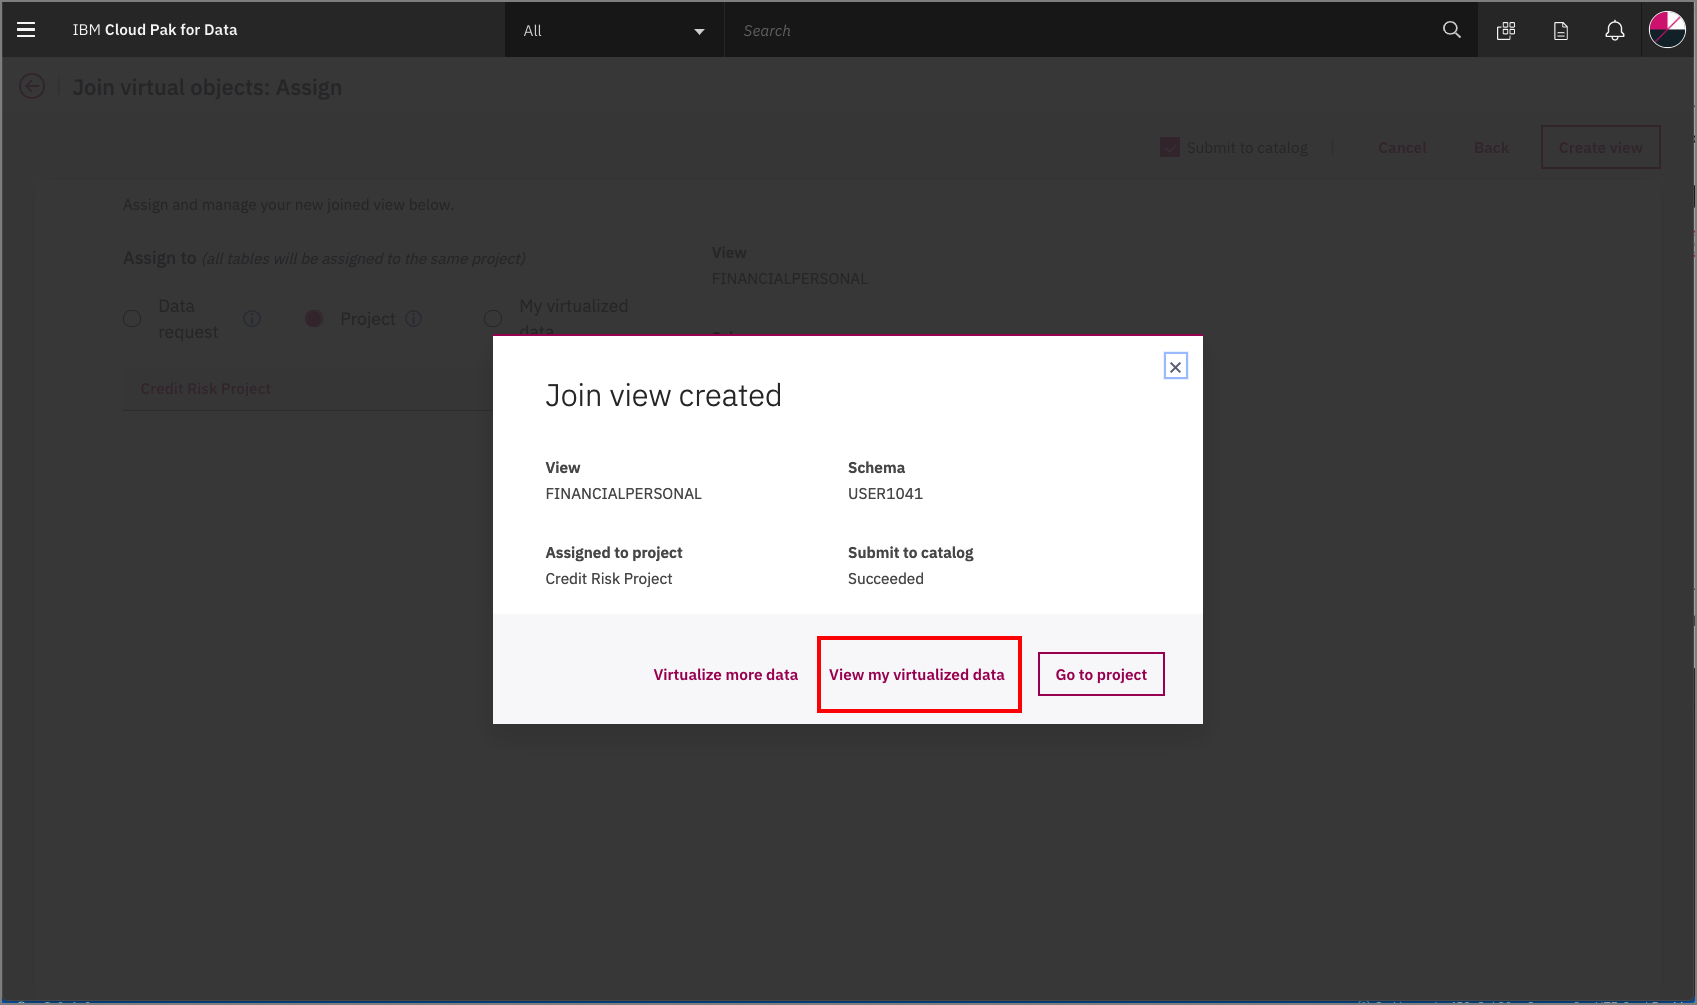 IBM Cloud Pak for Data
All
Search
Join virtual objects: Assign
Submit to catalog
Cancel
Back
Create view
Assign and manage your new joined view below.
Assign to (all tables will be assigned to the same project)
View
FINANCIALPERSONAL
Data
request
Project
My virtualized
data
Credit Risk Project
Join view created
View
FINANCIALPERSONAL
Schema
USER1041
Assigned to project
Credit Risk Project
Submit to catalog
Succeeded
Virtualize more data
View my virtualized data
Go to project